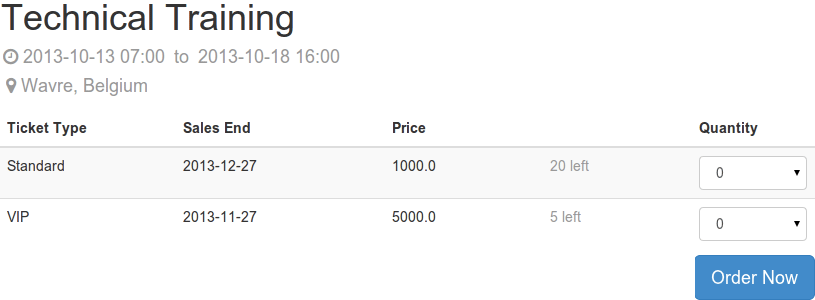 Technical Training
2013-10-13 07:00 to 2013-10-18 16:00
Wavre, Belgium
Ticket Type Sales End Price Quantity
Standard 2013-12-27 1000.0 20 left 0
VIP 2013-11-27 5000.0 5 left 0
Order Now